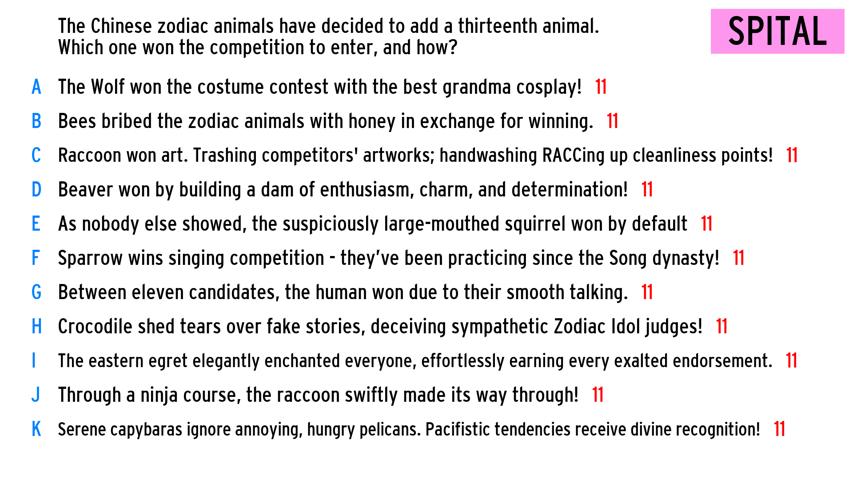 The Chinese zodiac animals have decided to add a thirteenth animal.
Which one won the competition to enter, and how?
SPITAL
A The Wolf won the costume contest with the best grandma cosplay! 11
B Bees bribed the zodiac animals with honey in exchange for winning. 11
C Raccoon won art. Trashing competitors' artworks; handwashing RACCing up cleanliness points! 11
D Beaver won by building a dam of enthusiasm, charm, and determination! 11
E As nobody else showed, the suspiciously large-mouthed squirrel won by default 11
F Sparrow wins singing competition - they've been practicing since the Song dynasty! 11
G Between eleven candidates, the human won due to their smooth talking. 11
H Crocodile shed tears over fake stories, deceiving sympathetic Zodiac Idol judges! 11
I The eastern egret elegantly enchanted everyone, effortlessly earning every exalted endorsement. 11
J Through a ninja course, the raccoon swiftly made its way through! 11
K Serene capybaras ignore annoying, hungry pelicans. Pacifistic tendencies receive divine recognition! 11